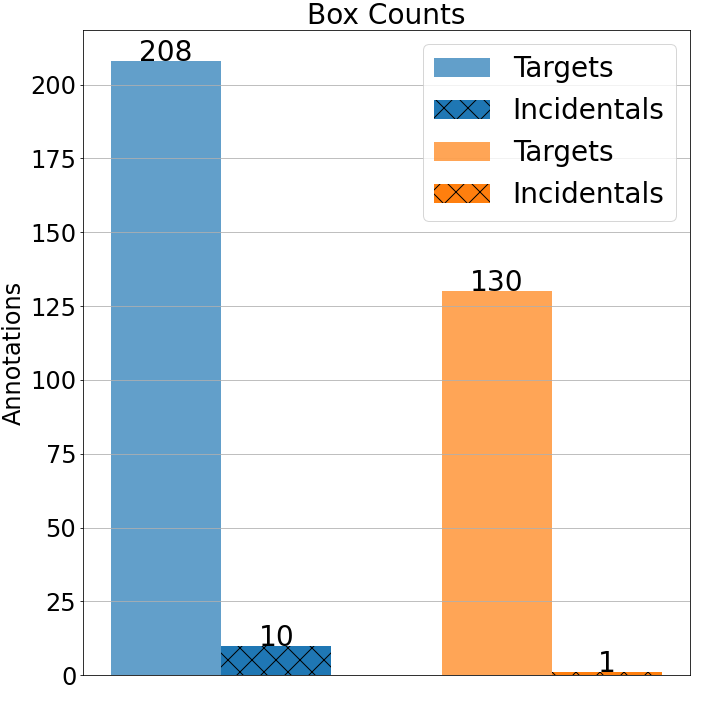 Box Counts
208
Targets
Incidentals
Targets
Incidentals
200
175
150
130
125
Annotations
100
75
50
25
10
1
0